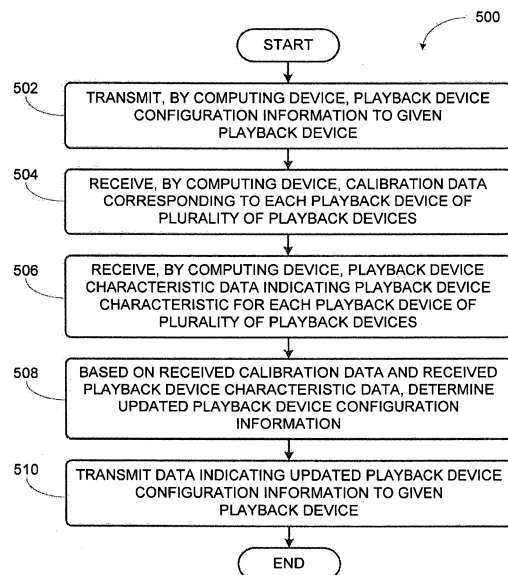 500
START
502
TRANSMIT, BY COMPUTING DEVICE, PLAYBACK DEVICE
CONFIGURATION INFORMATION TO GIVEN
PLAYBACK DEVICE
504
RECEIVE, BY COMPUTING DEVICE, CALIBRATION DATA
CORRESPONDING TO EACH PLAYBACK DEVICE OF
PLURALITY OF PLAYBACK DEVICES
506
RECEIVE, BY COMPUTING DEVICE, PLAYBACK DEVICE
CHARACTERISTIC DATA INDICATING PLAYBACK DEVICE
CHARACTERISTIC FOR EACH PLAYBACK DEVICE OF
PLURALITY OF PLAYBACK DEVICES
508
BASED ON RECEIVED CALIBRATION DATA AND RECEIVED
PLAYBACK DEVICE CHARACTERISTIC DATA, DETERMINE
UPDATED PLAYBACK DEVICE CONFIGURATION
INFORMATION
510
TRANSMIT DATA INDICATING UPDATED PLAYBACK DEVICE
CONFIGURATION INFORMATION TO GIVEN
PLAYBACK DEVICE
END